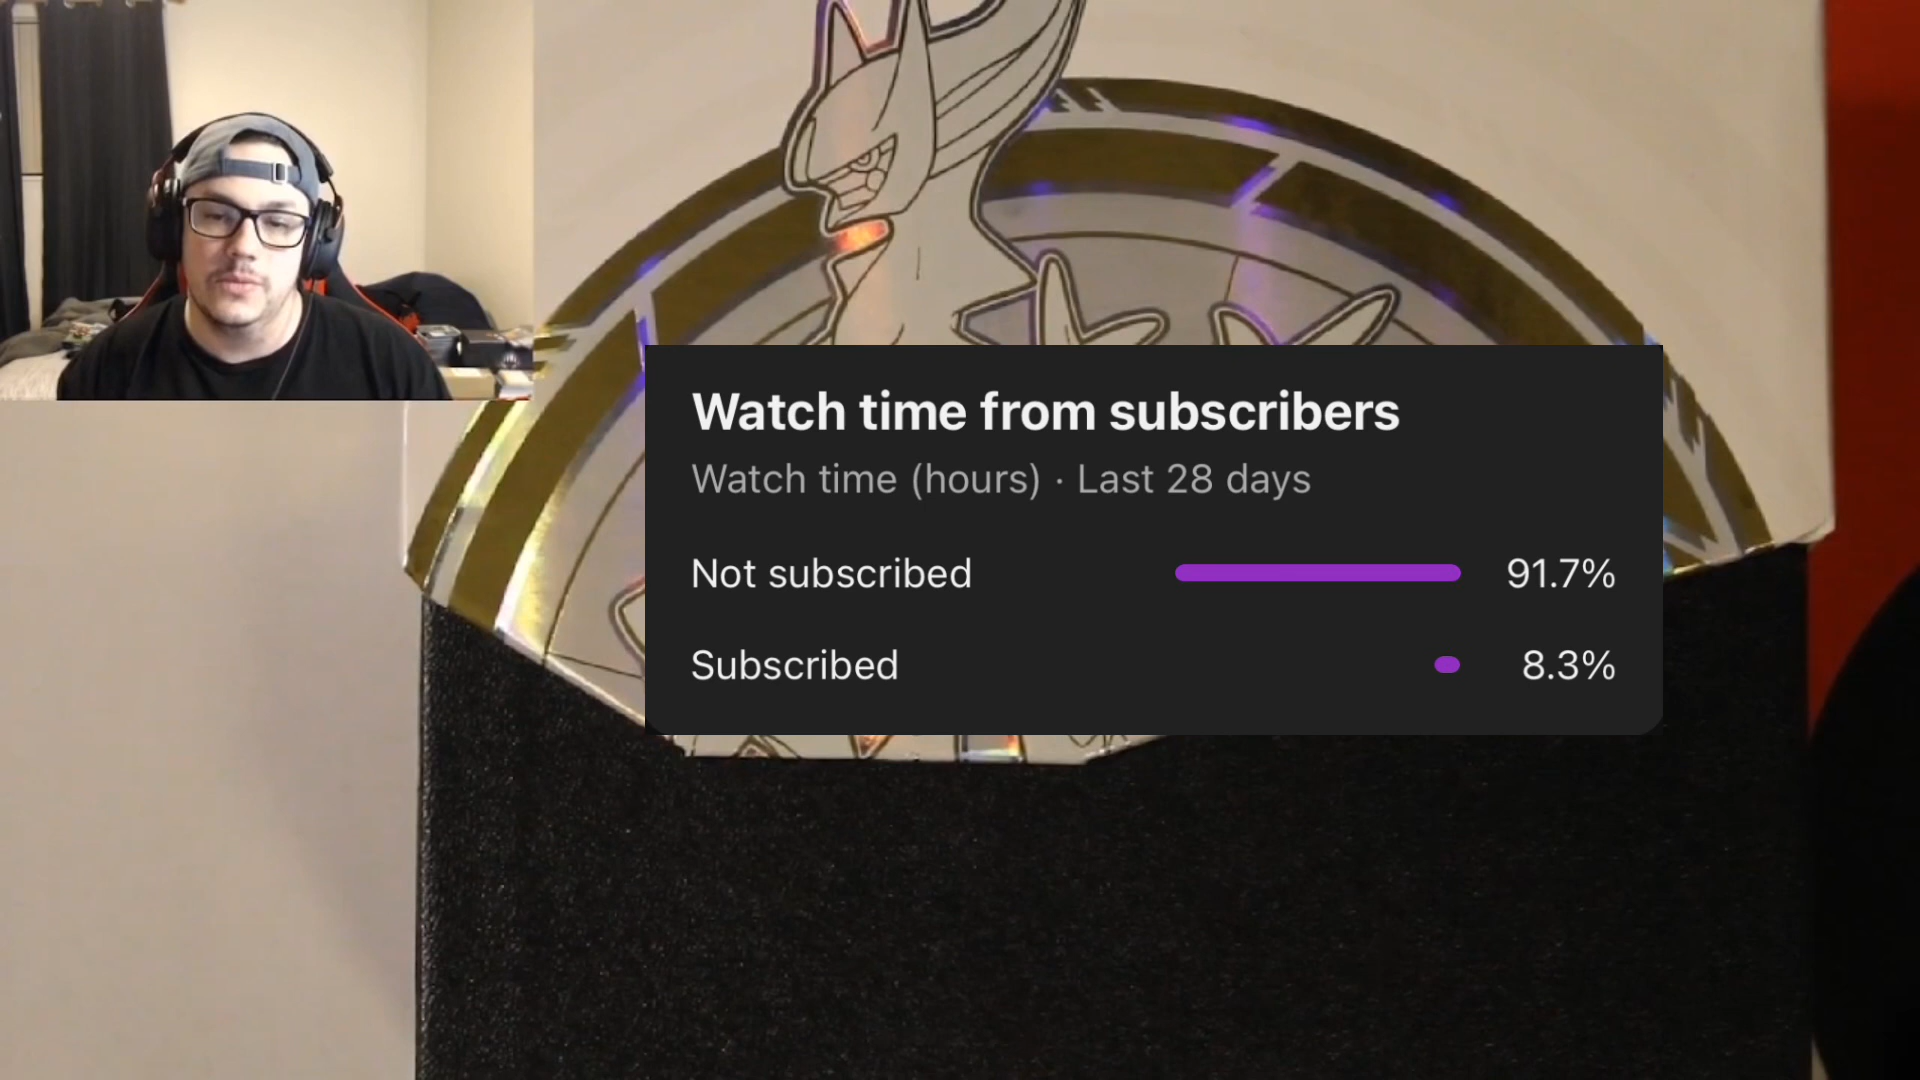 Watch time from subscribers
Watch time (hours) · Last 28 days
Not subscribed 91.7%
Subscribed 8.3%